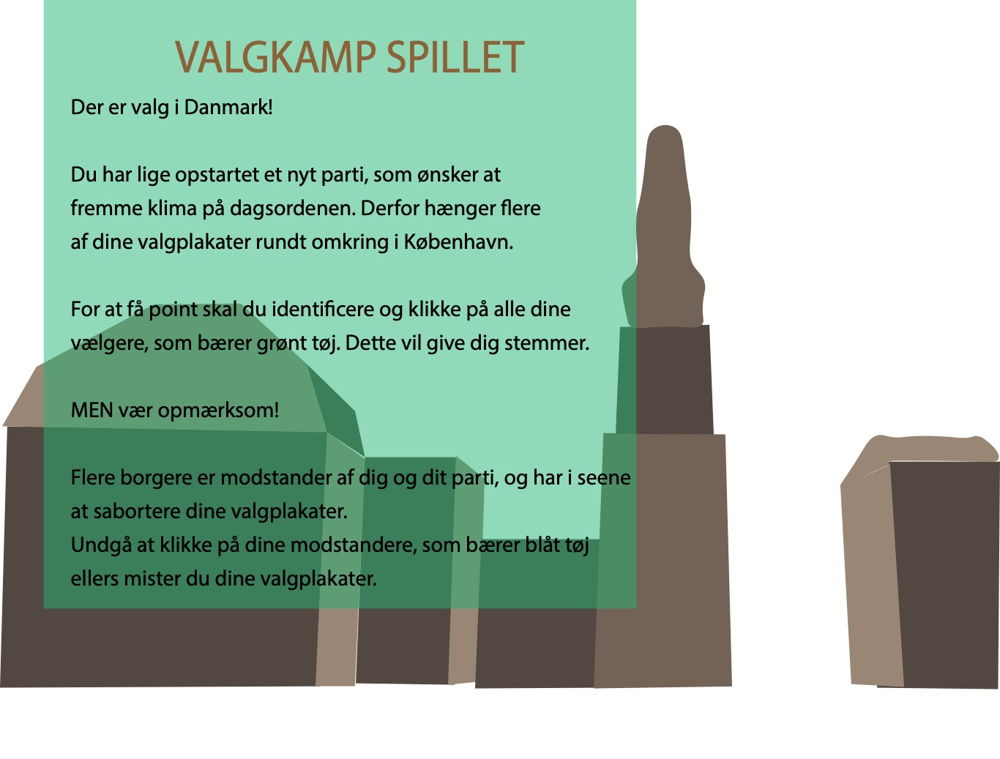 VALGKAMP SPILLET
Der er valg i Danmark!
Du har lige opstartet et nyt parti, som ønsker at
fremme klima på dagsordenen. Derfor hænger flere
af dine valgplakater rundt omkring i København.
For at få point skal du identificere og klikke på alle dine
vælgere, som bærer grønt tøj. Dette vil give dig stemmer.
MEN vær opmærksom!
Flere borgere er modstander af dig og dit parti, og har i seene
at sabortere dine valgplakater.
Undgå at klikke på dine modstandere, som bærer blåt tøj
ellers mister du dine valgplakater.